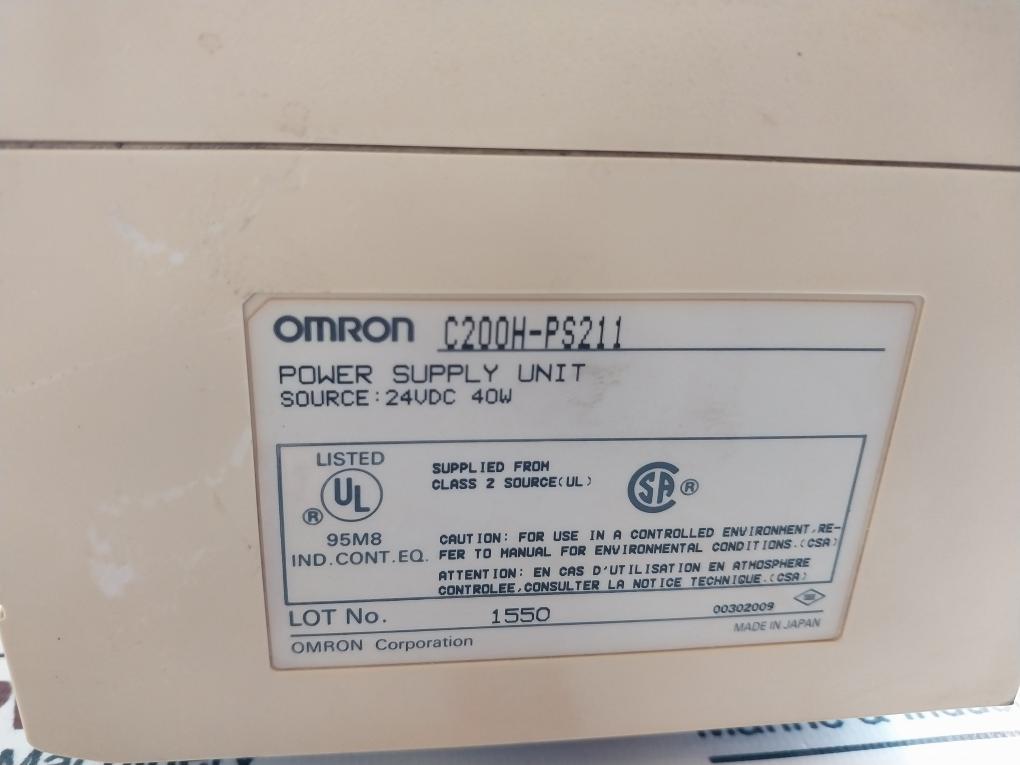 OMRON C200H-PS211
POWER SUPPLY UNIT
SOURCE:24VDC 40W
LISTED
UL
®
95M8
IND.CONT.EQ.
SUPPLIED FROM
CLASS 2 SOURCE(UL)
SA ®
CAUTION: FOR USE IN A CONTROLLED ENVIRONMENT.RE-
FER TO MANUAL FOR ENVIRONMENTAL CONDITIONS.(CSA)
ATTENTION: EN CAS D'UTILISATION EN ATMOSPHERE
CONTROLEE,CONSULTER LA NOTICE TECHNIQUE.(CSA)
LOT No. 1550
00302009
OMRON Corporation
MADE IN JAPAN